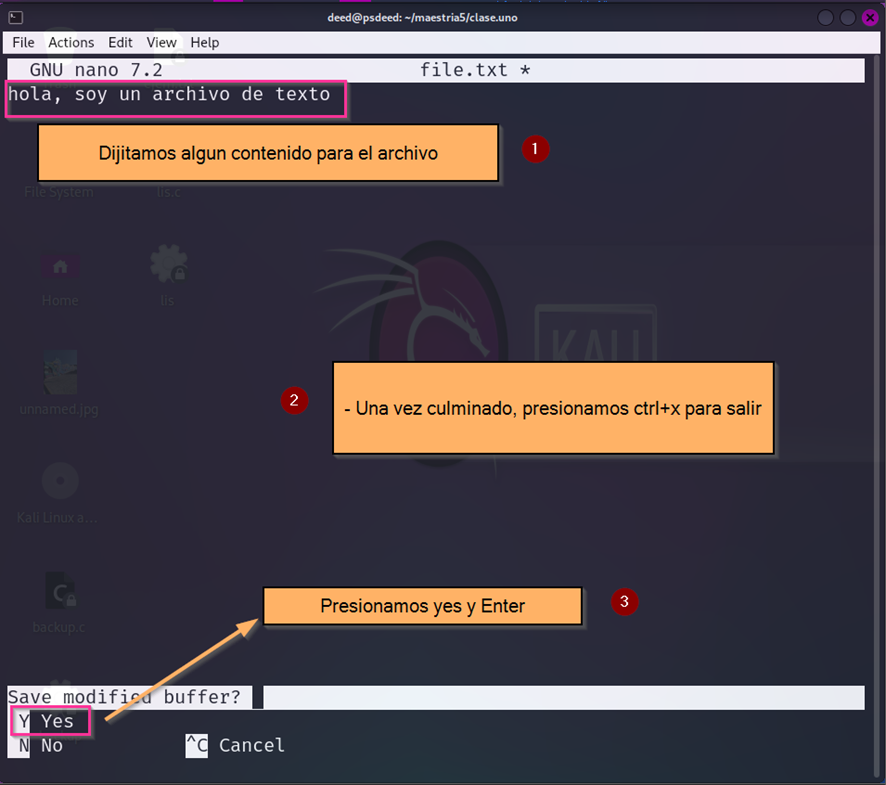 deed@psdeed: ~/maestria5/clase.uno
File Actions Edit View Help
GNU nano 7.2 file.txt *
hola, soy un archivo de texto
Dijitamos algun contenido para el archivo
1
File System
lis.c
Home
lis
KALI
unnamed.jpg
2
- Una vez culminado, presionamos ctrl+x para salir
Kali Linux a...
Presionamos yes y Enter
3
backup.c
Save modified buffer?
Y Yes
N No ^C Cancel